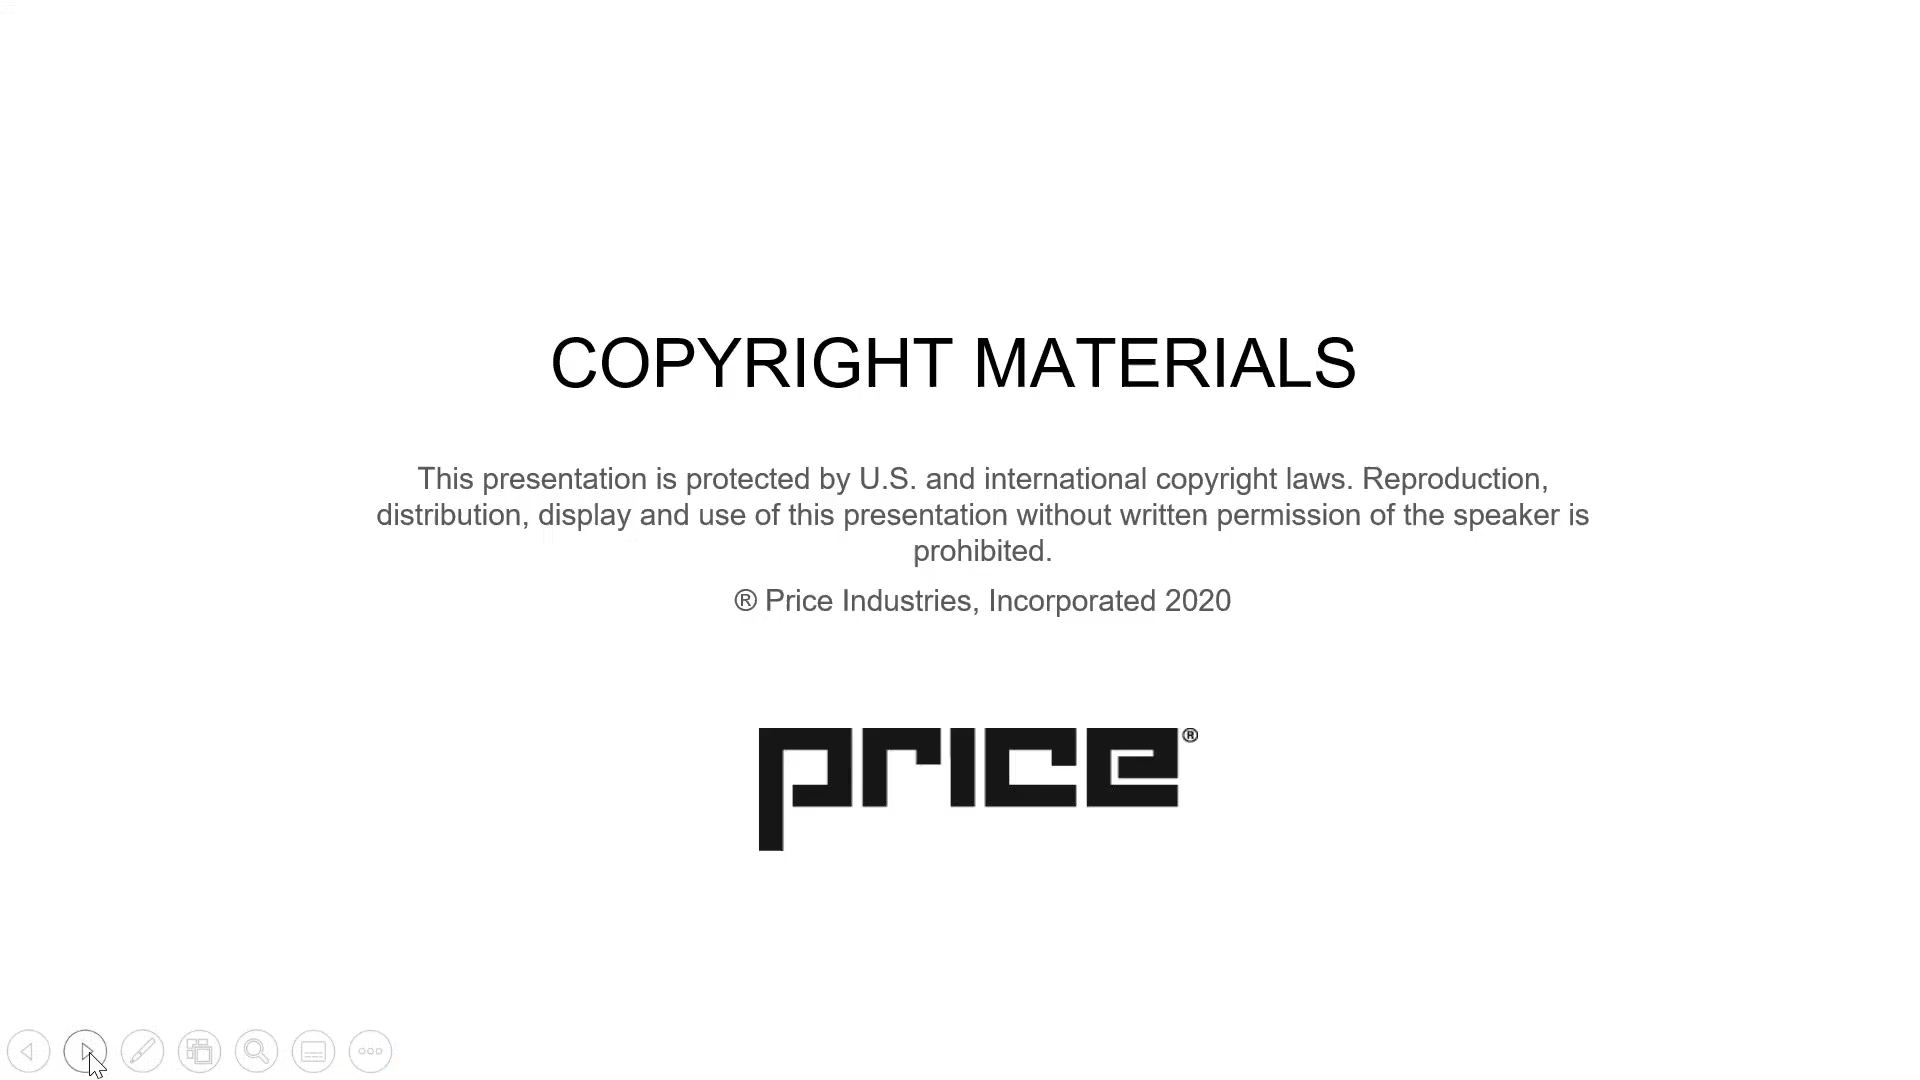 COPYRIGHT MATERIALS
This presentation is protected by U.S. and international copyright laws. Reproduction,
distribution, display and use of this presentation without written permission of the speaker is
prohibited.
® Price Industries, Incorporated 2020
price®